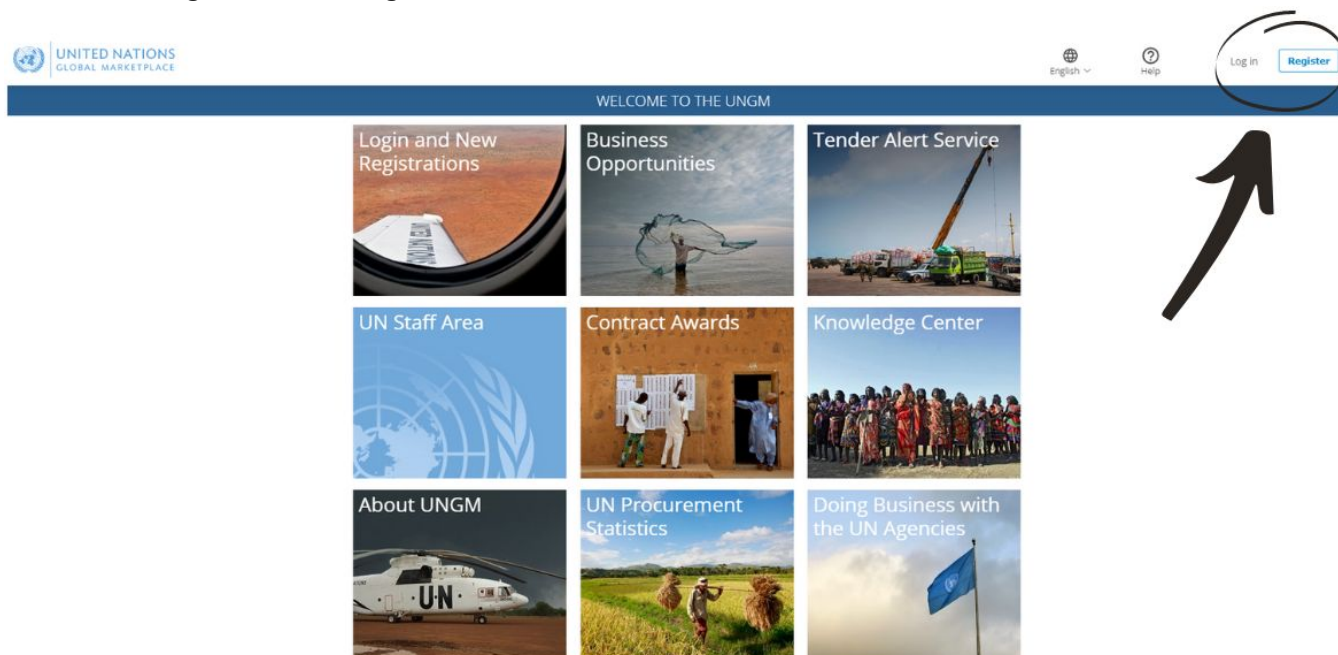 UNITED NATIONS
GLOBAL MARKETPLACE
English
Help
Log in
Register
WELCOME TO THE UNGM
Login and New
Registrations
Business
Opportunities
Tender Alert Service
UN Staff Area
Contract Awards
Knowledge Center
About UNGM
UN Procurement
Statistics
Doing Business with
the UN Agencies
UN